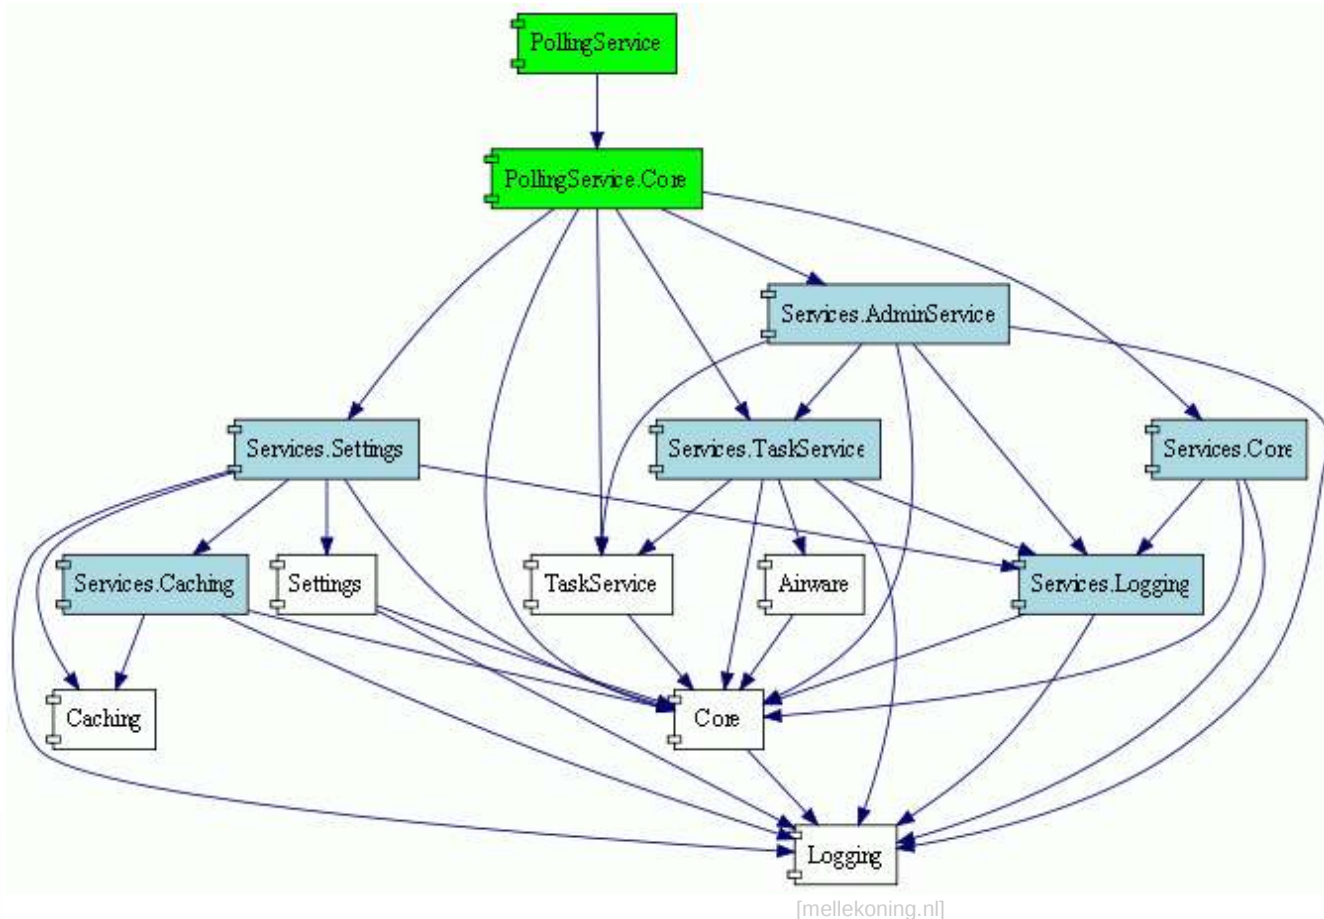 PollingService
PollingService.Core
Services.AdminService
Services.Settings
Services.TaskService
Services.Core
Services.Caching
Settings
TaskService
Airware
Services.Logging
Caching
Core
Logging
[mellekoning.nl]